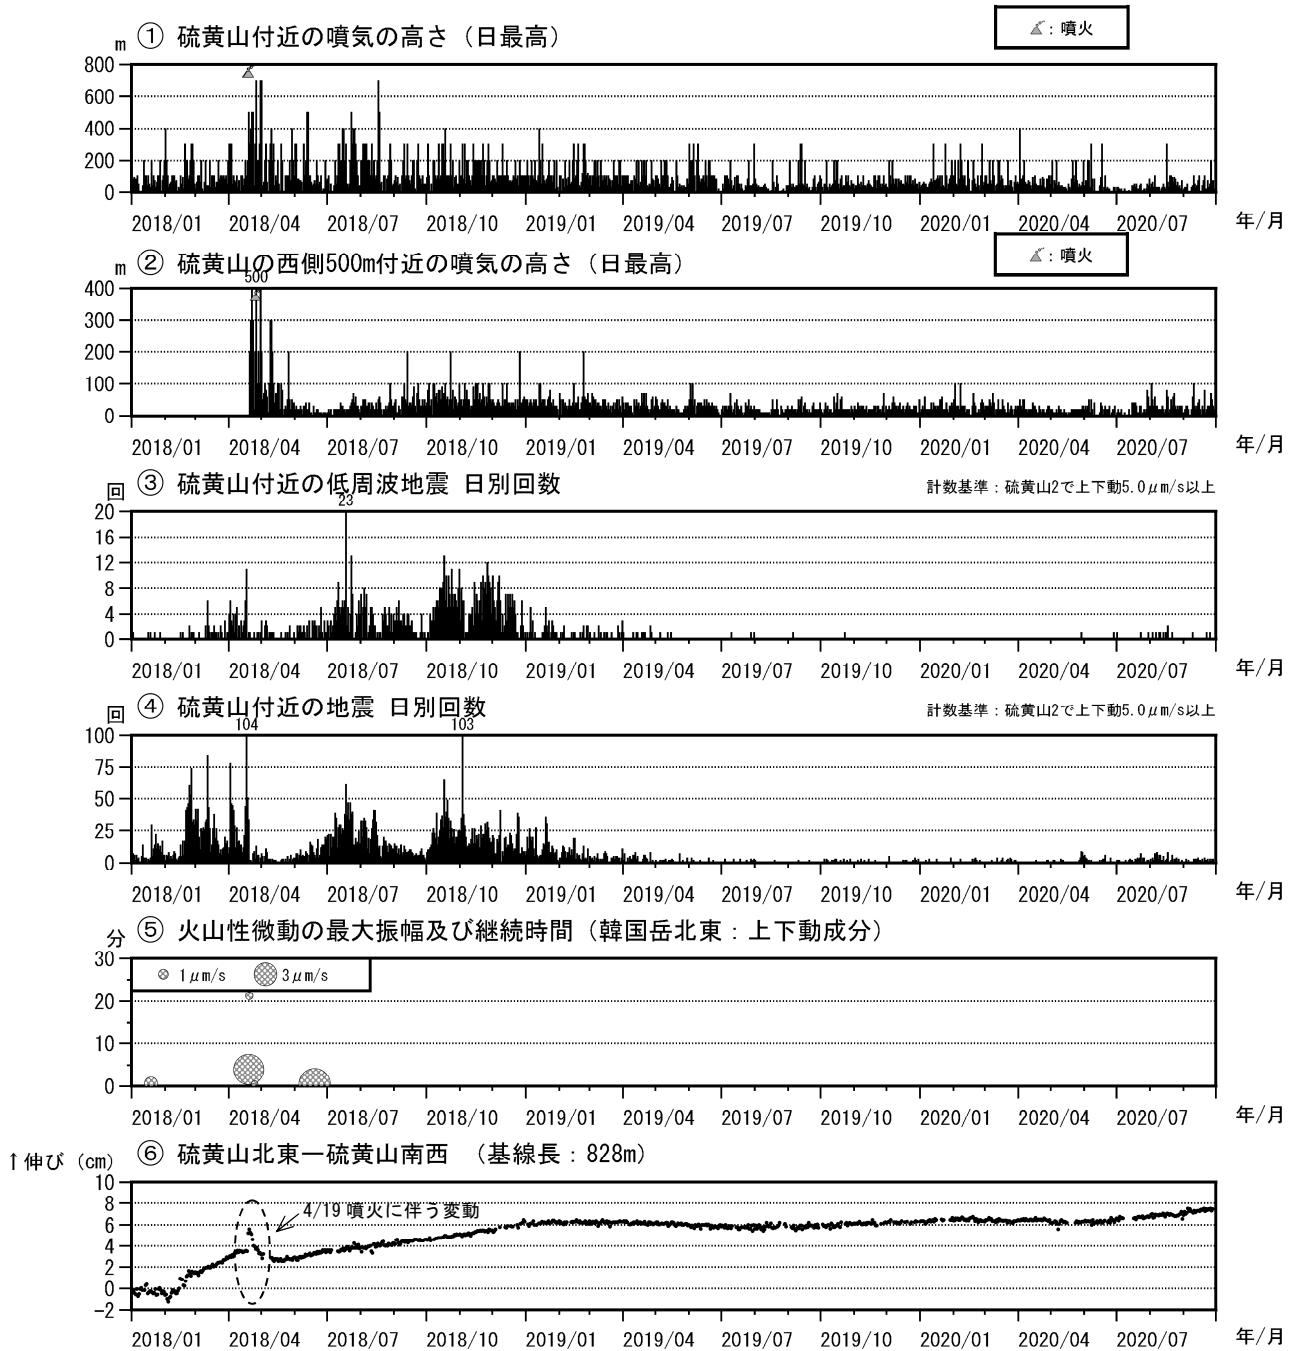 ① 硫黄山付近の噴気の高さ（日最高）
：噴火
m
800
600
400
200
0
2018/01 2018/04 2018/07 2018/10 2019/01 2019/04 2019/07 2019/10 2020/01 2020/04 2020/07 年/月
② 硫黄山の西側500m付近の噴気の高さ（日最高）
：噴火
m
500
400
300
200
100
0
2018/01 2018/04 2018/07 2018/10 2019/01 2019/04 2019/07 2019/10 2020/01 2020/04 2020/07 年/月
③ 硫黄山付近の低周波地震 日別回数
計数基準：硫黄山2で上下動5.0μm/s以上
回
23
20
16
12
8
4
0
2018/01 2018/04 2018/07 2018/10 2019/01 2019/04 2019/07 2019/10 2020/01 2020/04 2020/07 年/月
④ 硫黄山付近の地震 日別回数
計数基準：硫黄山2で上下動5.0μm/s以上
回
104 103
100
75
50
25
0
2018/01 2018/04 2018/07 2018/10 2019/01 2019/04 2019/07 2019/10 2020/01 2020/04 2020/07 年/月
⑤ 火山性微動の最大振幅及び継続時間（韓国岳北東：上下動成分）
分
30
1μm/s 3μm/s
20
10
0
2018/01 2018/04 2018/07 2018/10 2019/01 2019/04 2019/07 2019/10 2020/01 2020/04 2020/07 年/月
⑥ 硫黄山北東－硫黄山南西 （基線長：828m）
↑伸び（cm）
10
8
4/19 噴火に伴う変動
6
4
2
0
-2
2018/01 2018/04 2018/07 2018/10 2019/01 2019/04 2019/07 2019/10 2020/01 2020/04 2020/07 年/月